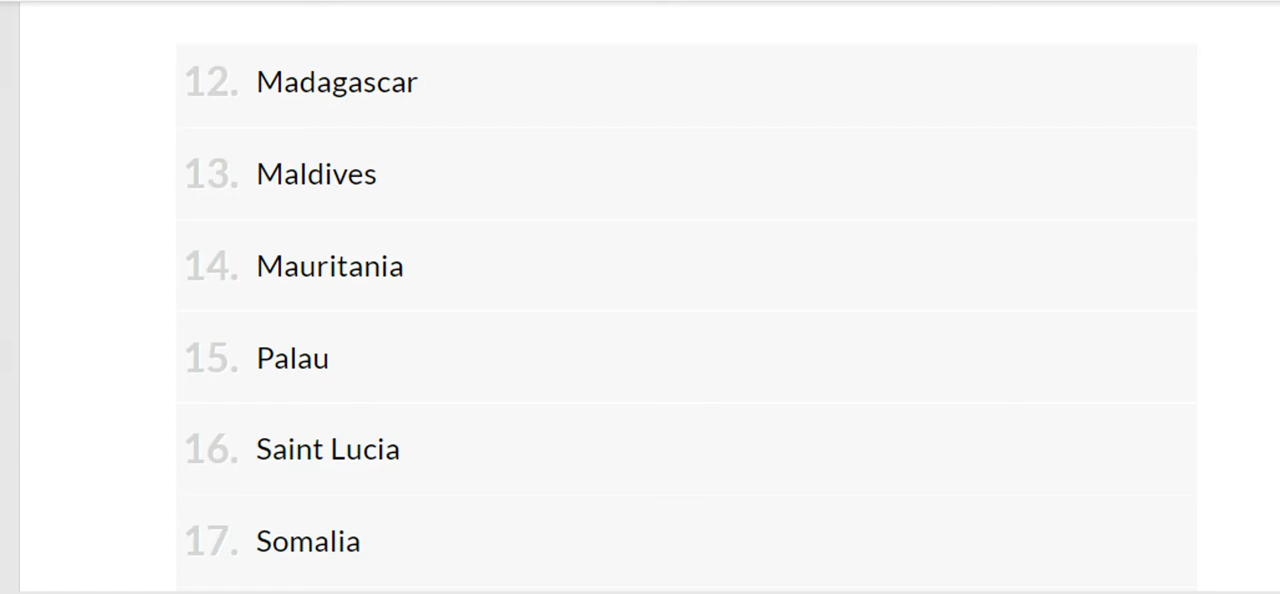 12. Madagascar
13. Maldives
14. Mauritania
15. Palau
16. Saint Lucia
17. Somalia